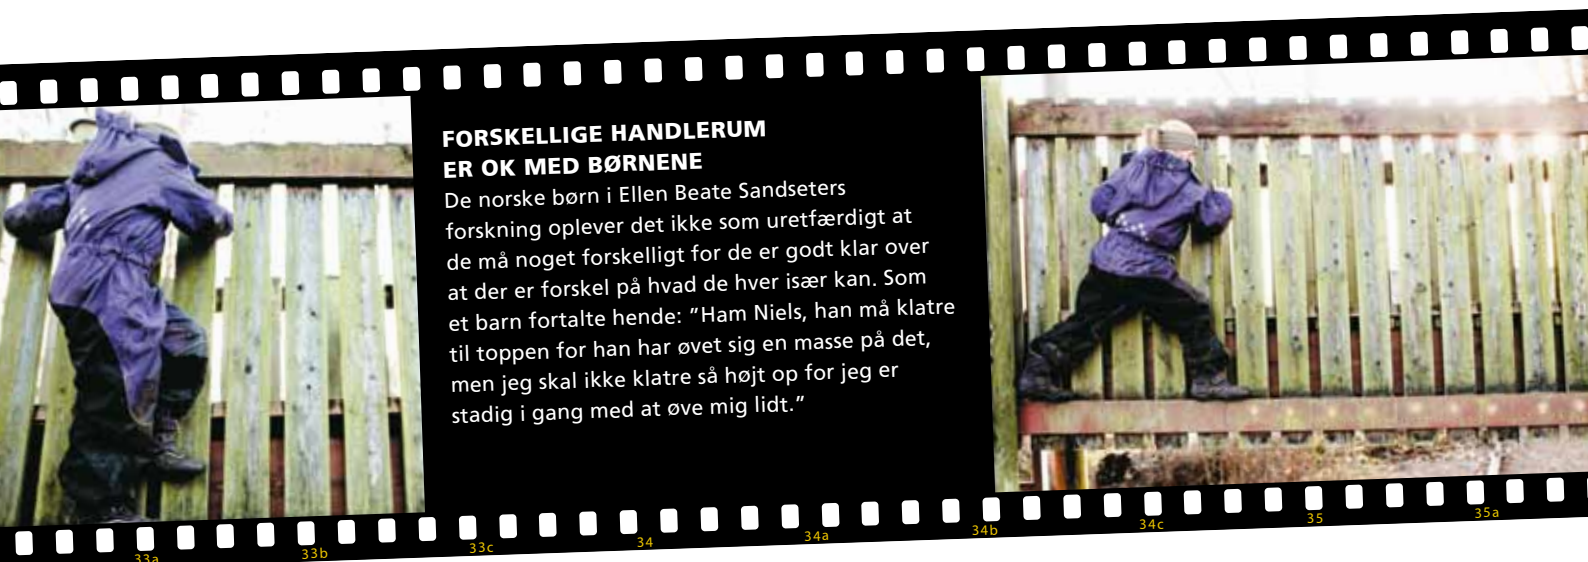 FORSKELLIGE HANDLERUM
ER OK MED BØRNENE
De norske børn i Ellen Beate Sandseters
forskning oplever det ikke som uretfærdigt at
de må noget forskelligt for de er godt klar over
at der er forskel på hvad de hver især kan. Som
et barn fortalte hende: ”Ham Niels, han må klatre
til toppen for han har øvet sig en masse på det,
men jeg skal ikke klatre så højt op for jeg er
stadig i gang med at øve mig lidt.”
33a 33b 33c 34 34a 34b 34c 35 35a